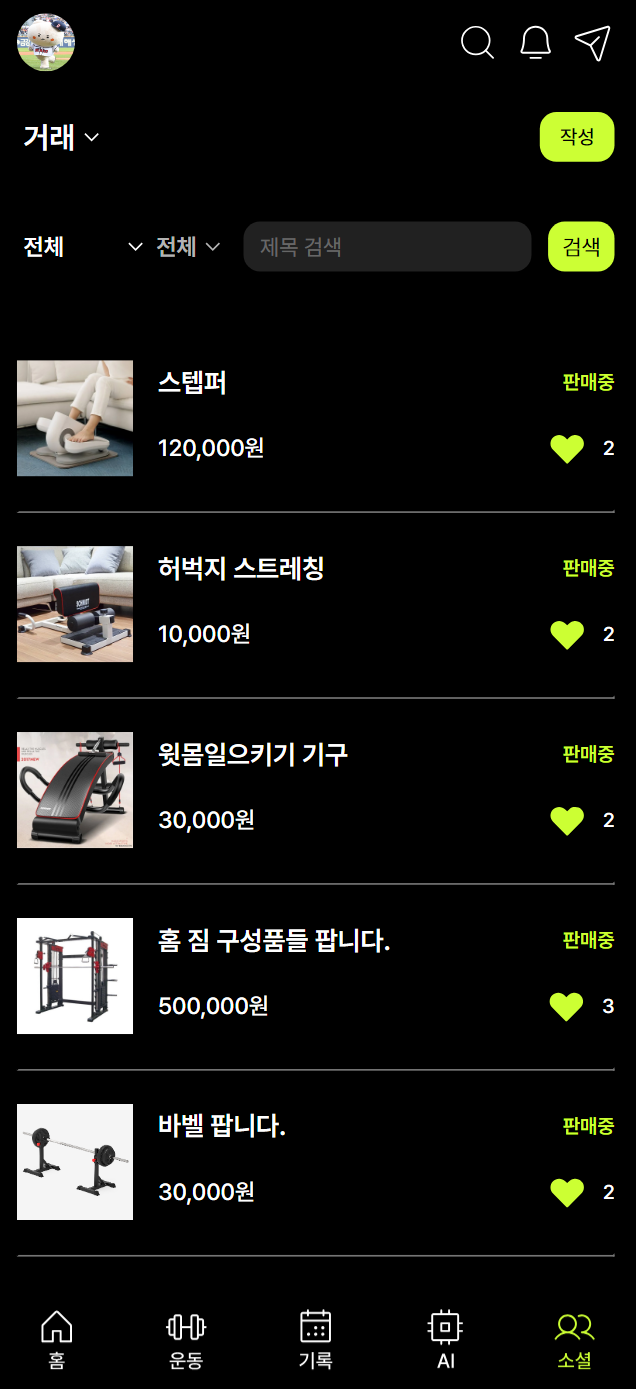 거래
작성
전체 전체 제목 검색 검색
스텝퍼 판매중
120,000원 2
허벅지 스트레칭 판매중
10,000원 2
윗몸일으키기 기구 판매중
30,000원 2
홈 짐 구성품들 팝니다. 판매중
500,000원 3
바벨 팝니다. 판매중
30,000원 2
홈 운동 기록 AI 소셜